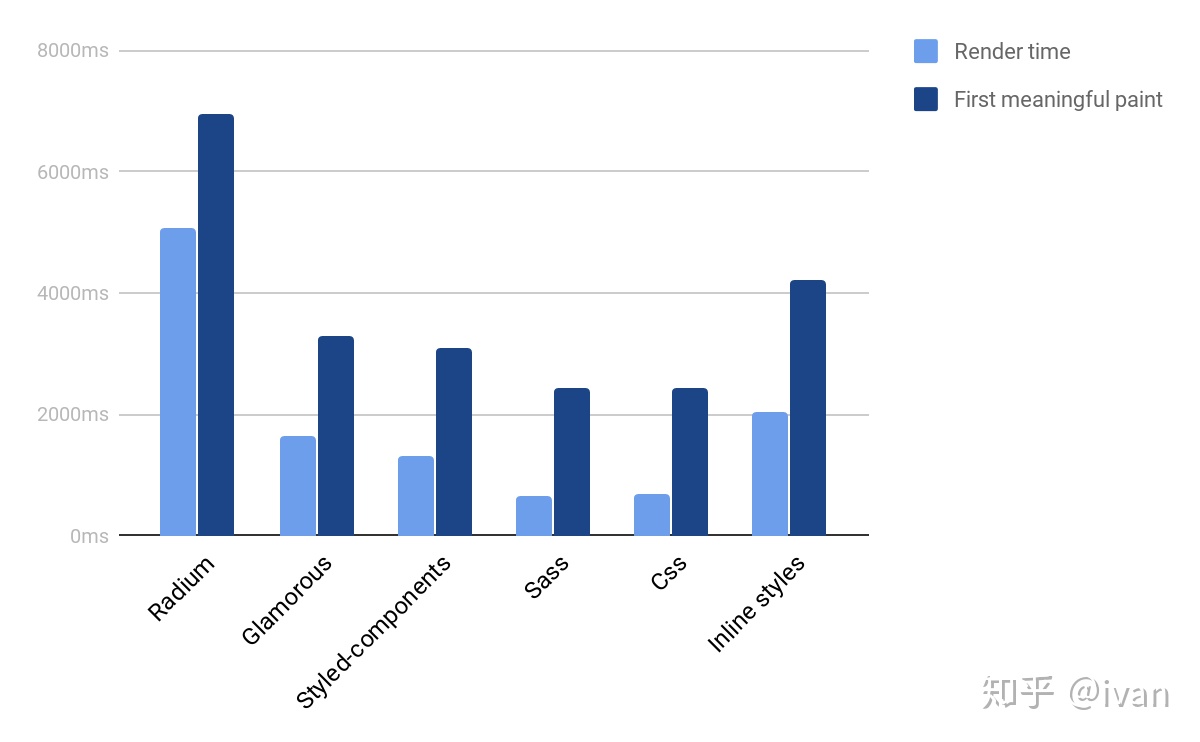 8000ms
6000ms
4000ms
2000ms
0ms
Radium
Glamorous
Styled-components
Sass
Css
Inline styles
Render time
First meaningful paint
知乎 @ivan